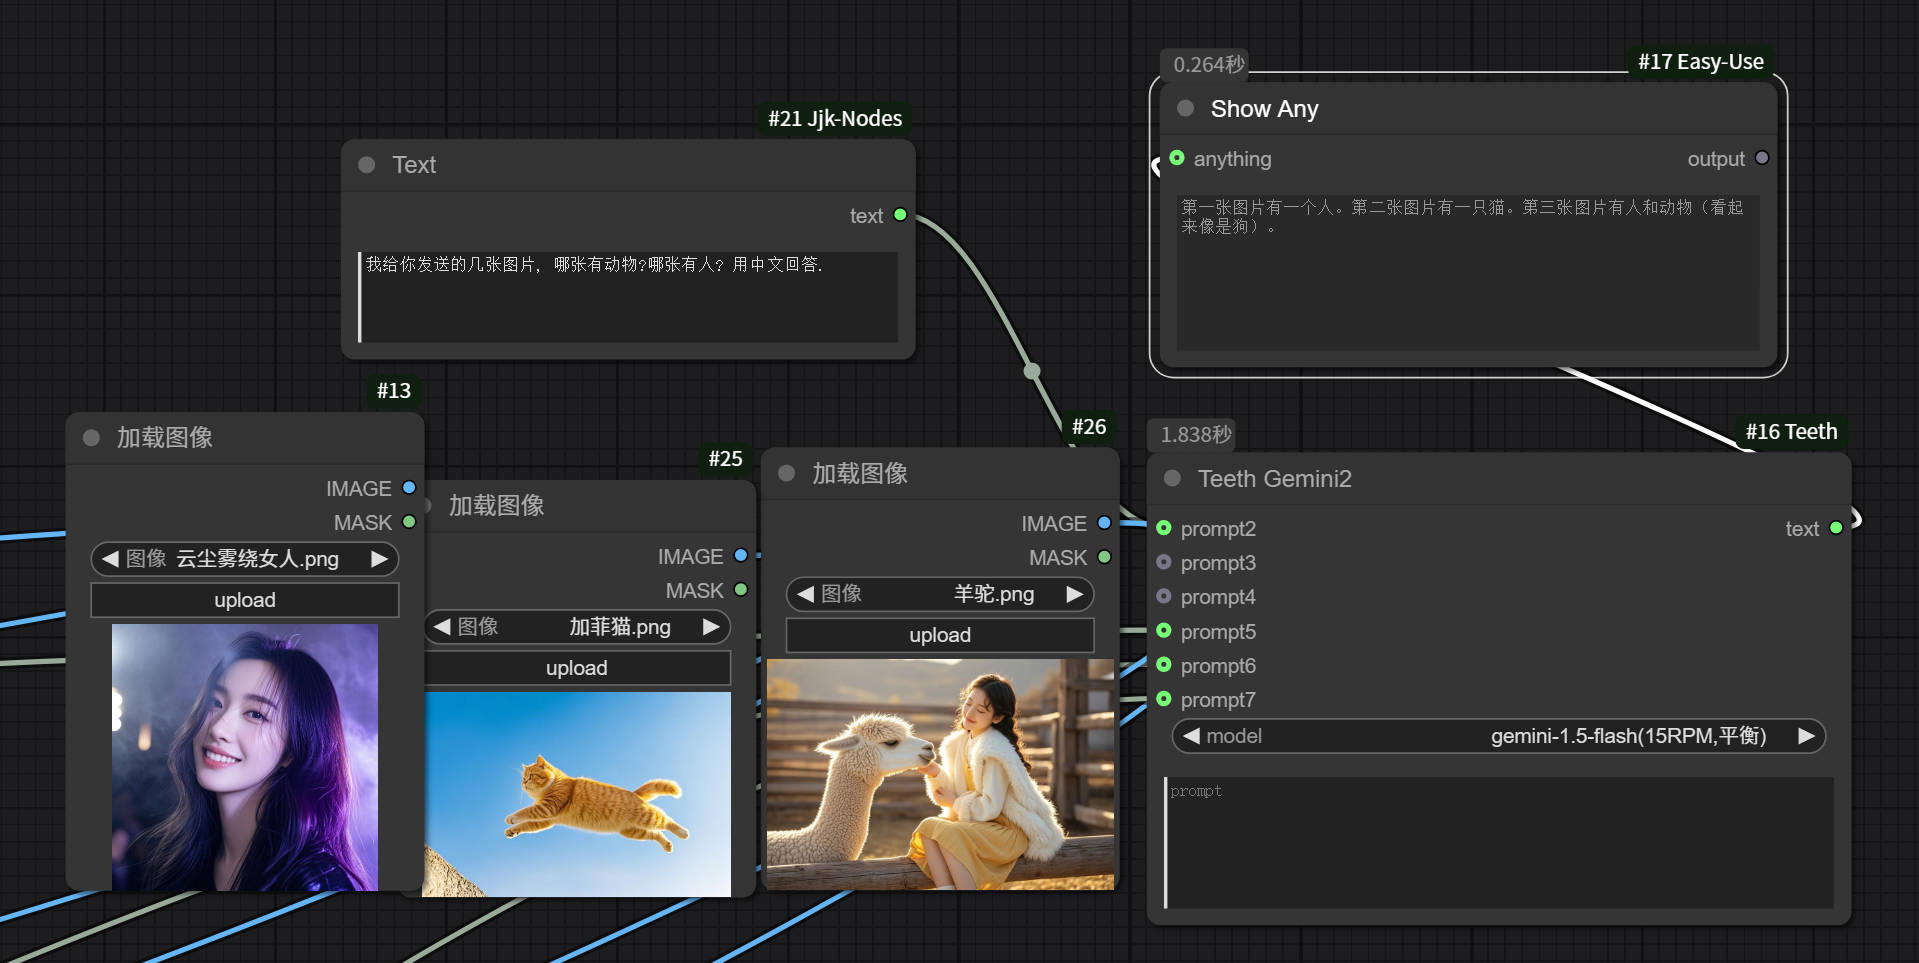 #21 Jjk-Nodes
Text
text
我给你发送的几张图片, 哪张有动物?哪张有人? 用中文回答.
0.264秒
#17 Easy-Use
Show Any
anything
output
第一张图片有一个人。第二张图片有一只猫。第三张图片有人和动物（看起
来像是狗）。
#13
加载图像
IMAGE
MASK
图像 云尘雾绕女人.png
upload
#25
加载图像
IMAGE
MASK
图像 加菲猫.png
upload
#26
加载图像
IMAGE
MASK
图像 羊驼.png
upload
1.838秒
#16 Teeth
Teeth Gemini2
prompt2
text
prompt3
prompt4
prompt5
prompt6
prompt7
model gemini-1.5-flash(15RPM,平衡)
prompt